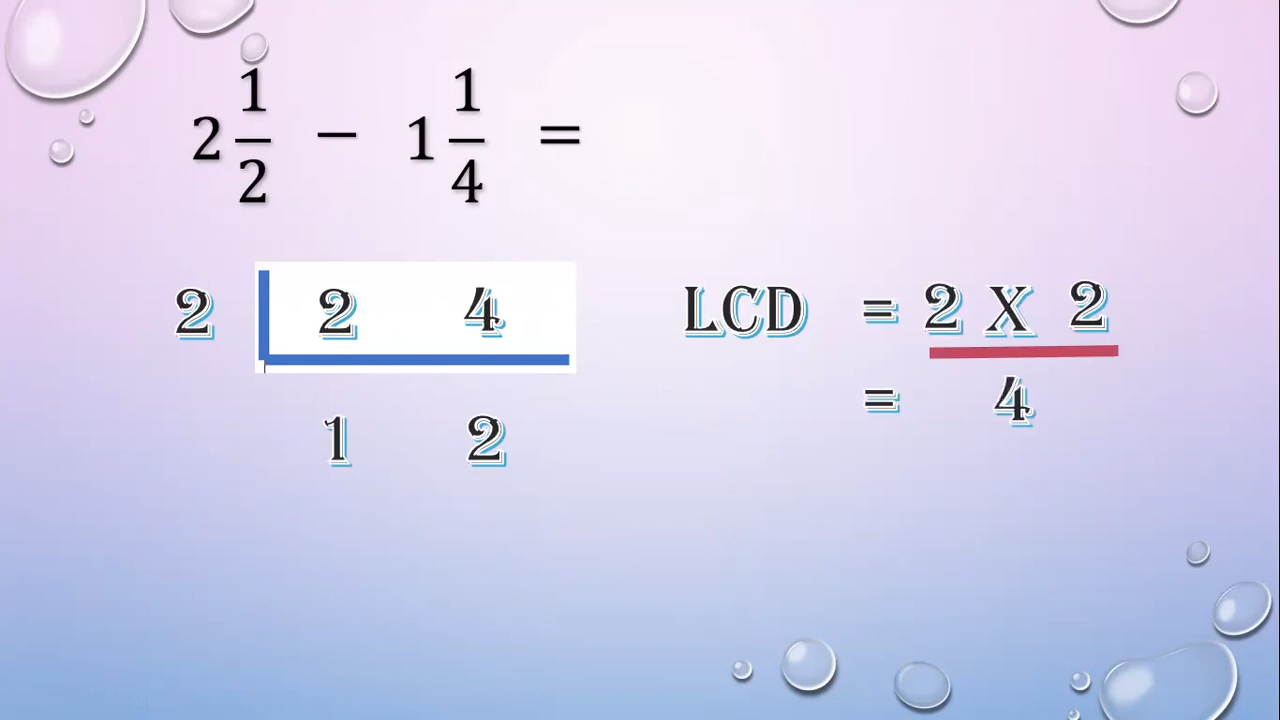 2 1/2 − 1 1/4 =
2 2 4 LCD = 2 X 2
= 4
1 2